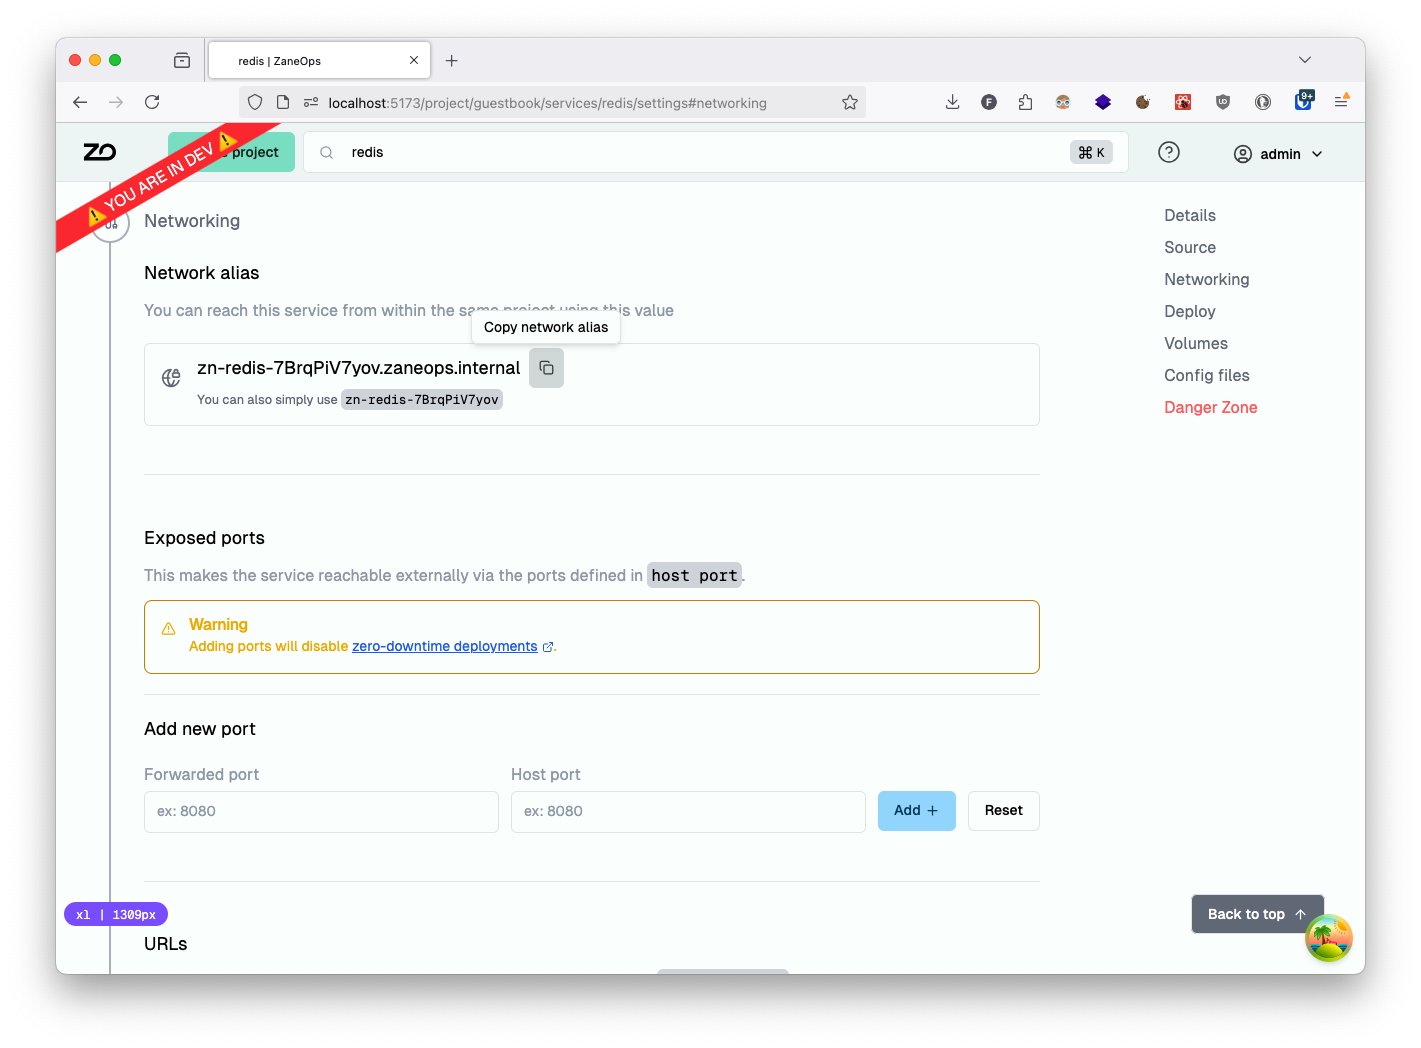 redis | ZaneOps
localhost:5173/project/guestbook/services/redis/settings#networking
9+
ZO
project
redis
⌘ K
admin
⚠ YOU ARE IN DEV ⚠
Networking
Network alias
You can reach this service from within the same project using this value
Copy network alias
zn-redis-7BrqPiV7yov.zaneops.internal
You can also simply use zn-redis-7BrqPiV7yov
Exposed ports
This makes the service reachable externally via the ports defined in host port.
Warning
Adding ports will disable zero-downtime deployments.
Add new port
Forwarded port
Host port
ex: 8080
ex: 8080
Add +
Reset
URLs
Details
Source
Networking
Deploy
Volumes
Config files
Danger Zone
xl | 1309px
Back to top ↑